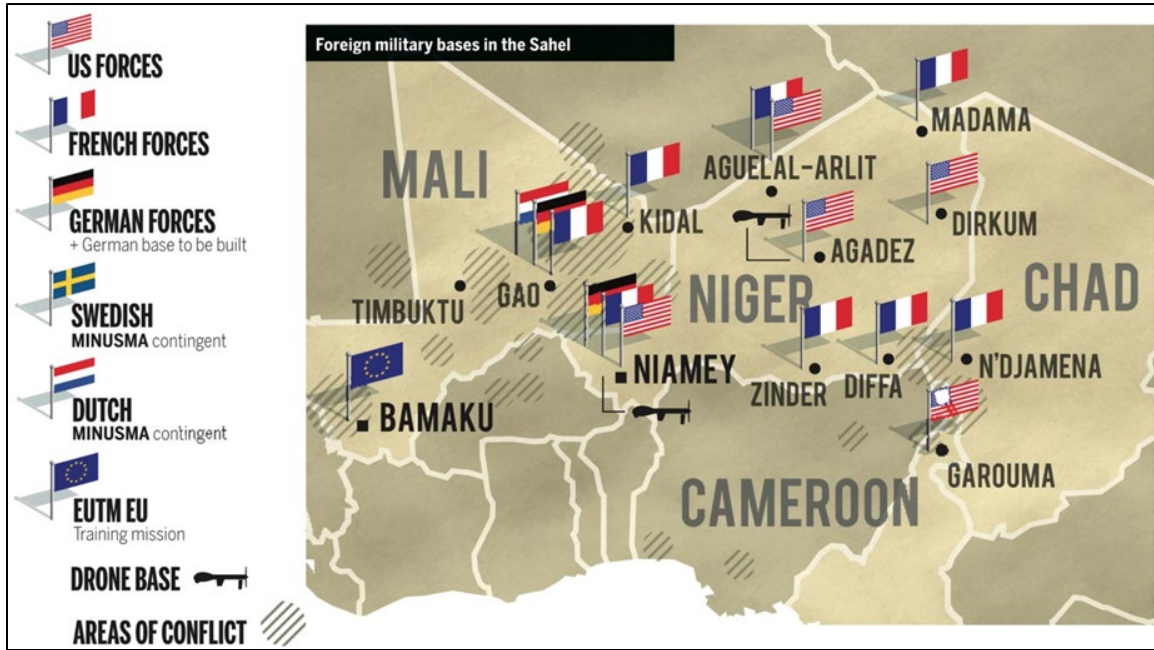 US FORCES
FRENCH FORCES
GERMAN FORCES
+ German base to be built
SWEDISH
MINUSMA contingent
DUTCH
MINUSMA contingent
EUTM EU
Training mission
DRONE BASE
AREAS OF CONFLICT
Foreign military bases in the Sahel
MADAMA
MALI
AGUELAL-ARLIT
KIDAL
DIRKUM
AGADEZ
TIMBUKTU
GAO
NIGER
CHAD
NIAMEY
ZINDER
DIFFA
N'DJAMENA
BAMAKU
GAROUMA
CAMEROON